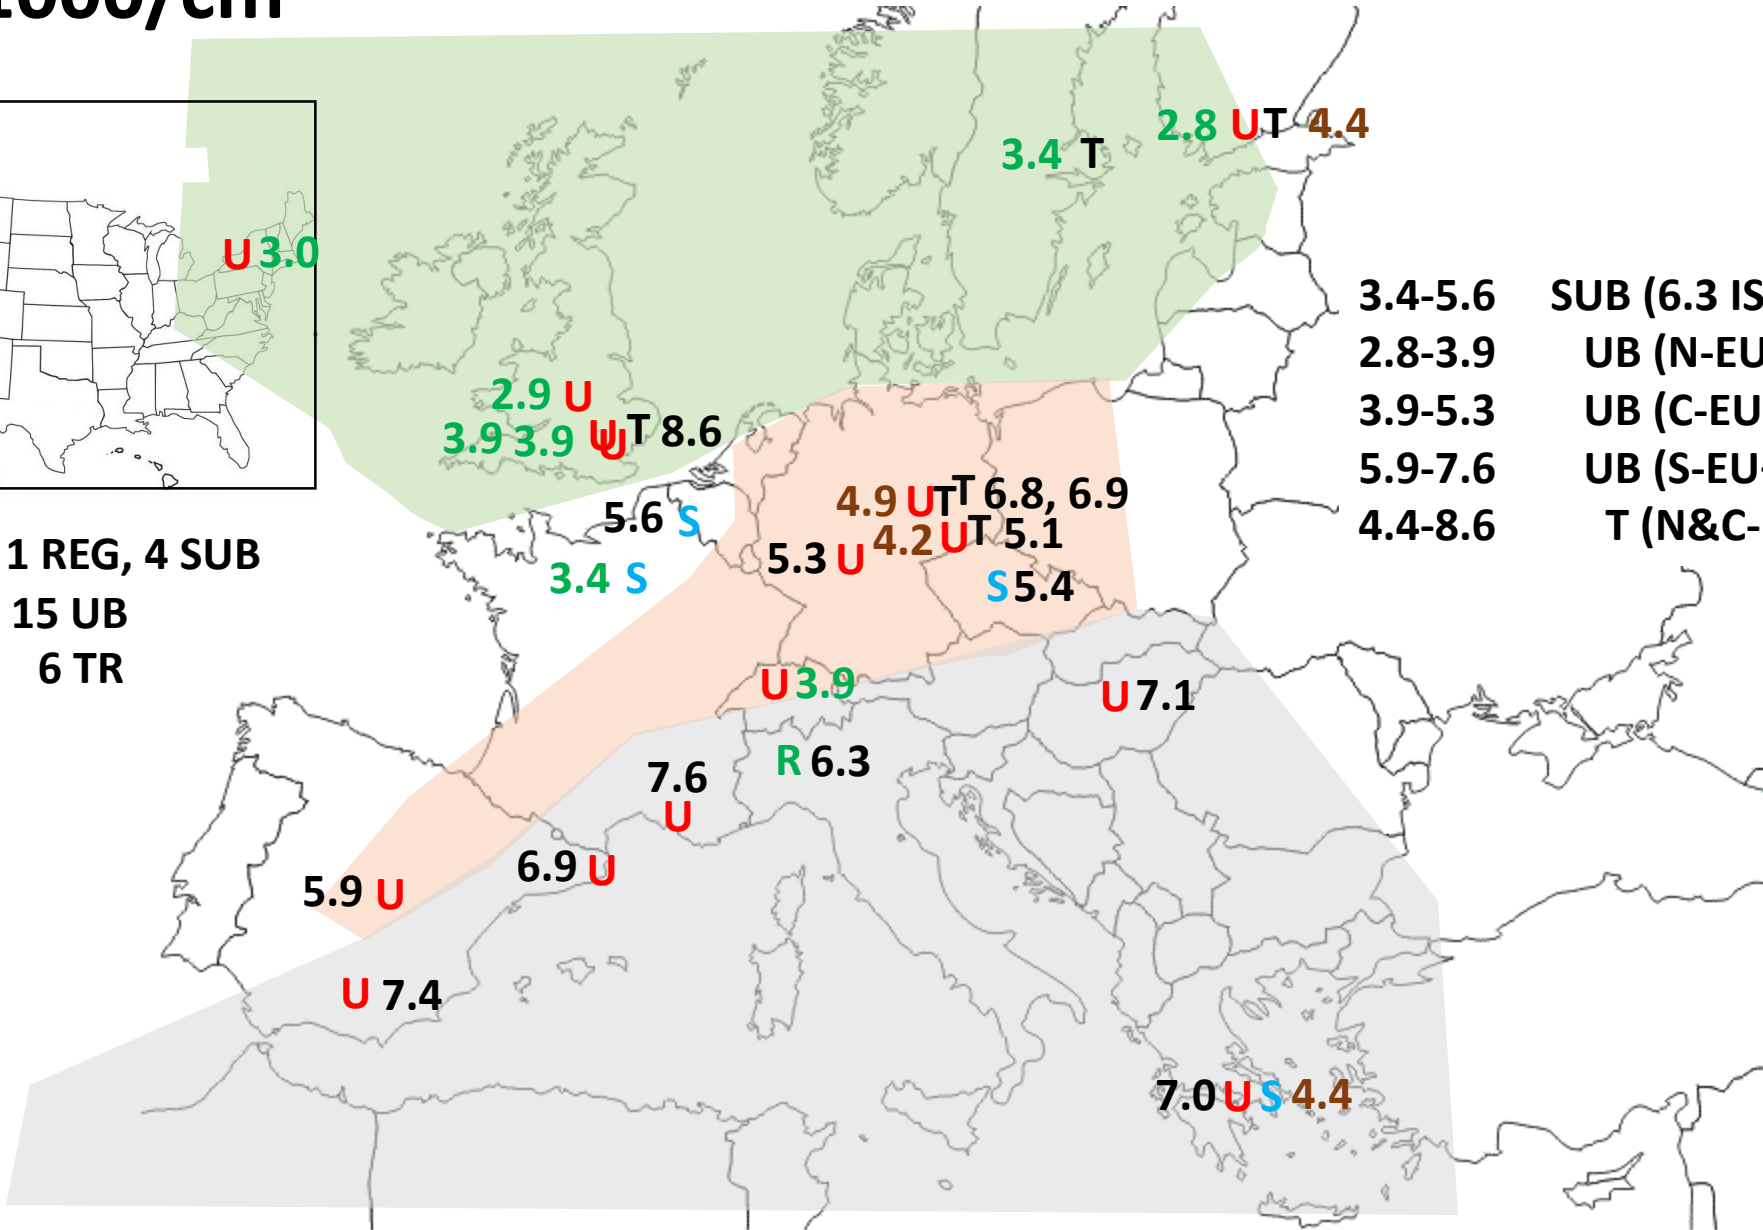 1000/cm
2.8 UT 4.4
3.4 T
U 3.0
3.4-5.6 SUB (6.3 IS
2.8-3.9 UB (N-EU
3.9-5.3 UB (C-EU
5.9-7.6 UB (S-EU-
4.4-8.6 T (N&C-
2.9 U
3.9 3.9 UU T 8.6
5.6 S
4.9 UT T 6.8, 6.9
4.2 U T 5.1
5.3 U
3.4 S
S 5.4
1 REG, 4 SUB
15 UB
6 TR
U 3.9
U 7.1
R 6.3
7.6
U
6.9 U
5.9 U
U 7.4
7.0 U S 4.4